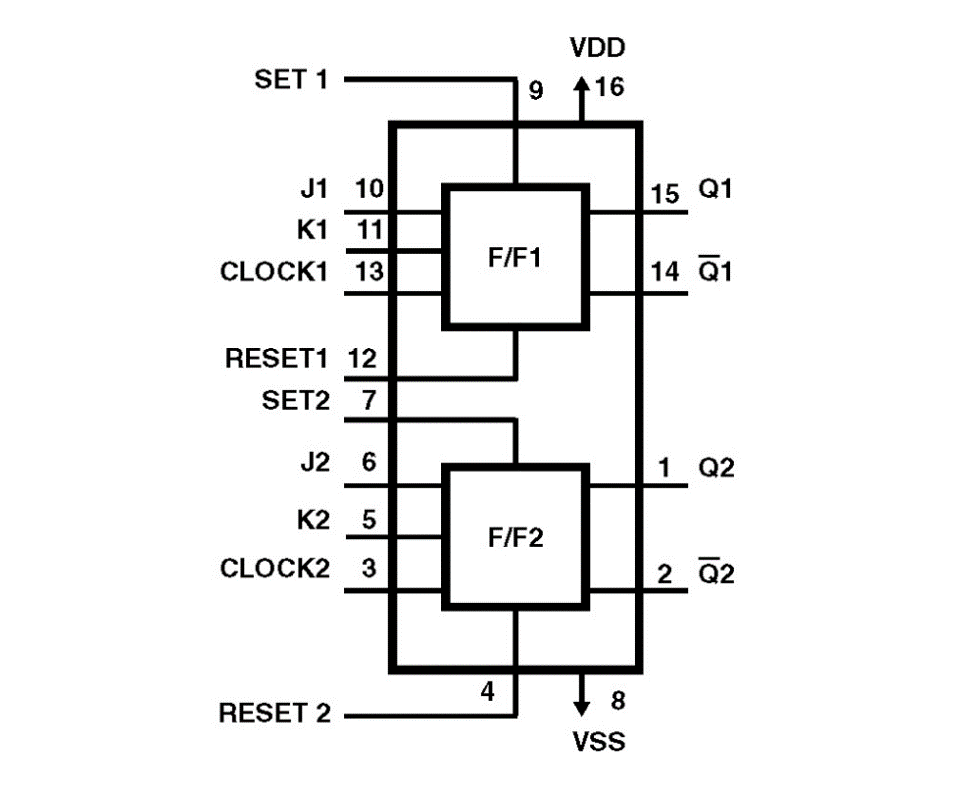 VDD
SET 1 9 16
J1 10 15 Q1
K1 11
F/F1
CLOCK1 13 14 Q̅1
RESET1 12
SET2 7
J2 6 1 Q2
K2 5
F/F2
CLOCK2 3 2 Q̅2
4 8
RESET 2
VSS